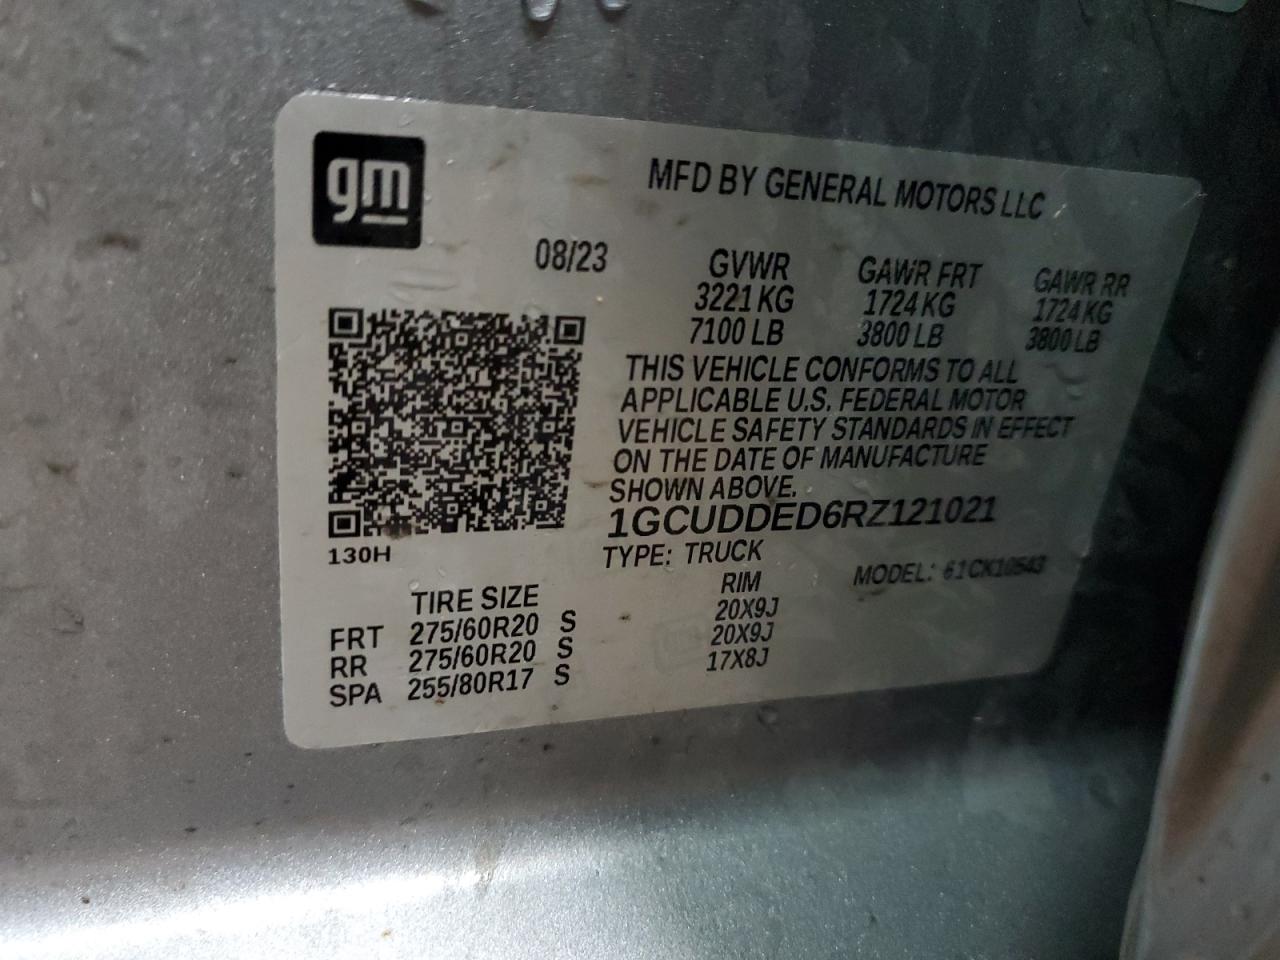 gm
MFD BY GENERAL MOTORS LLC
08/23 GVWR GAWR FRT GAWR RR
3221 KG 1724 KG 1724 KG
7100 LB 3800 LB 3800 LB
THIS VEHICLE CONFORMS TO ALL
APPLICABLE U.S. FEDERAL MOTOR
VEHICLE SAFETY STANDARDS IN EFFECT
ON THE DATE OF MANUFACTURE
SHOWN ABOVE.
1GCUDDED6RZ121021
130H
TYPE: TRUCK MODEL: 61CK10543
TIRE SIZE RIM
FRT 275/60R20 S 20X9J
RR 275/60R20 S 20X9J
SPA 255/80R17 S 17X8J
gm